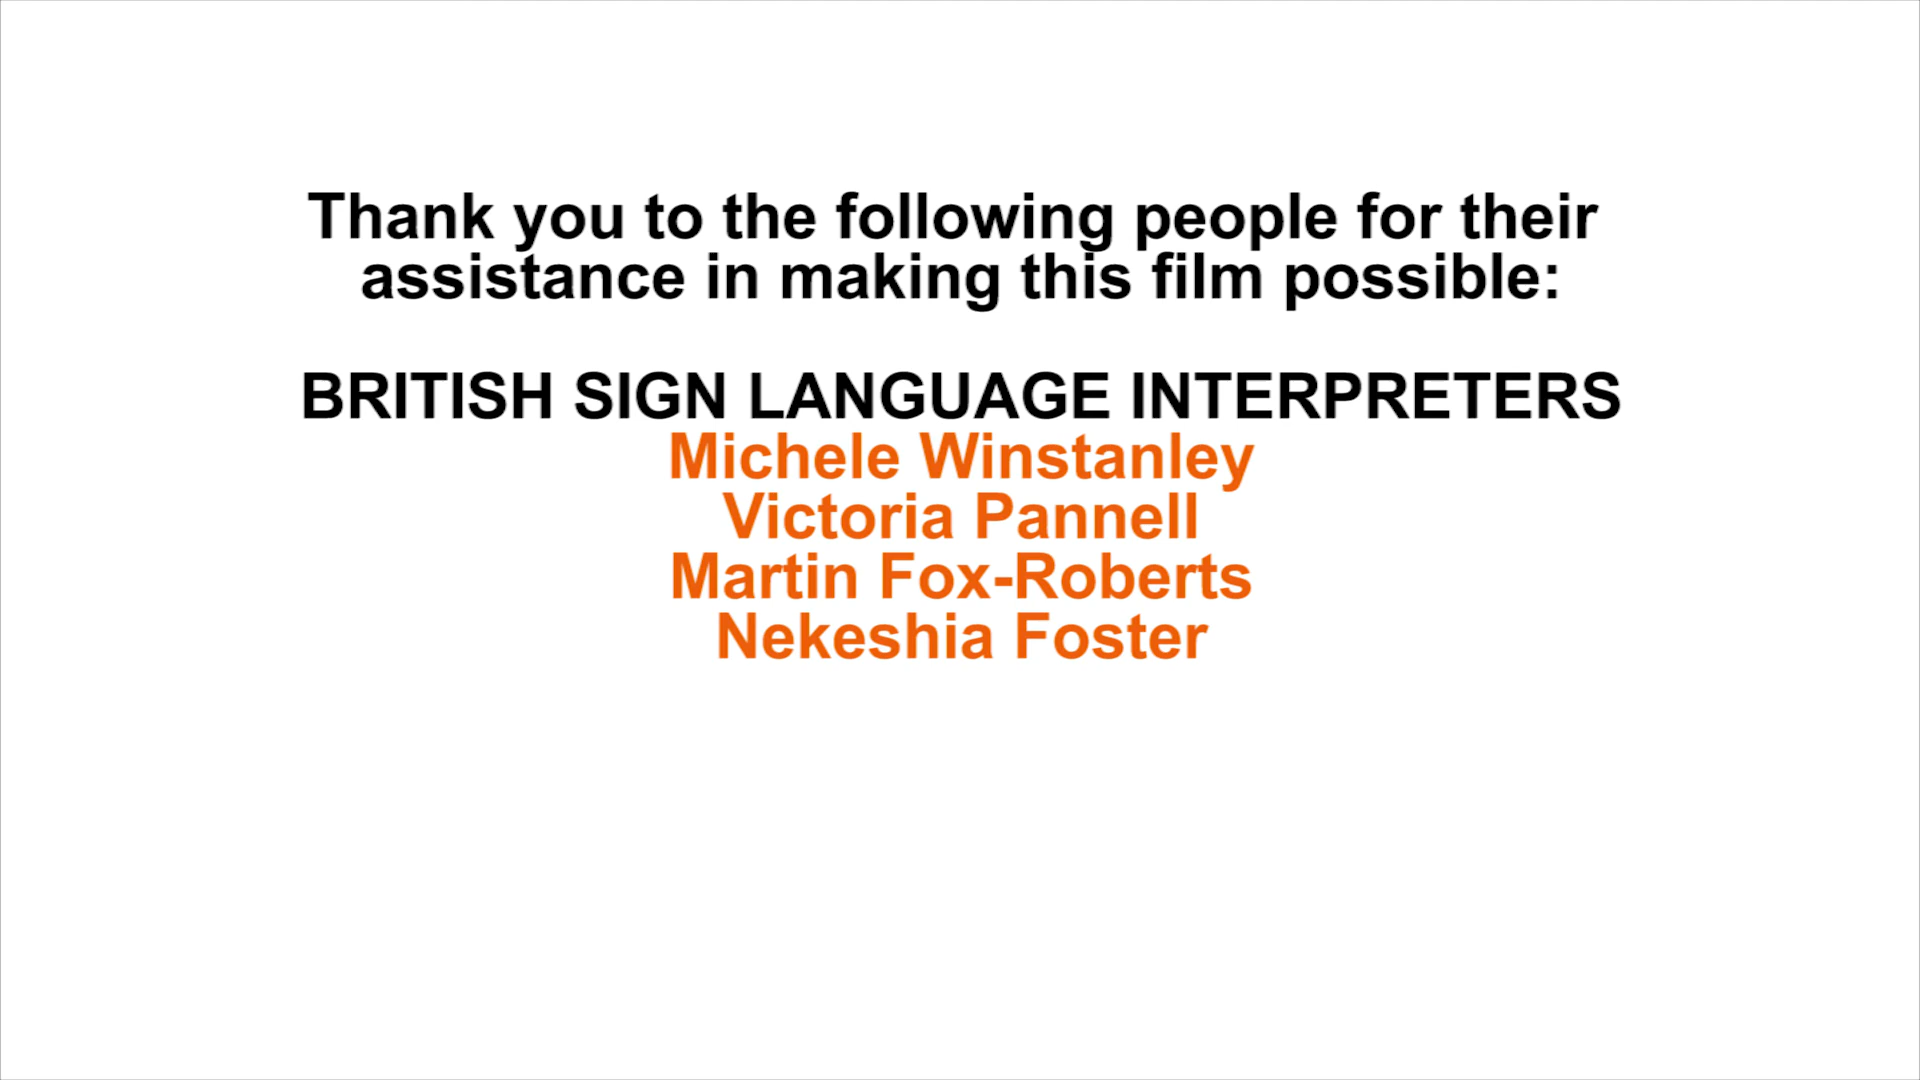 Thank you to the following people for their
assistance in making this film possible:
BRITISH SIGN LANGUAGE INTERPRETERS
Michele Winstanley
Victoria Pannell
Martin Fox-Roberts
Nekeshia Foster